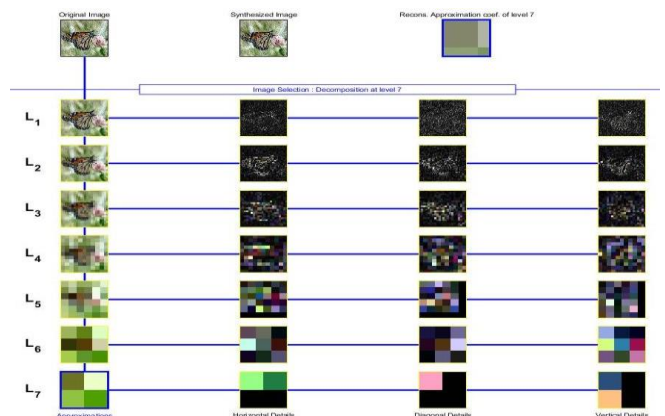 Original Image
Synthesized Image
Recons. Approximation coef. of level 7
Image Selection : Decomposition at level 7
L1
L2
L3
L4
L5
L6
L7
Approximations
Horizontal Details
Diagonal Details
Vertical Details